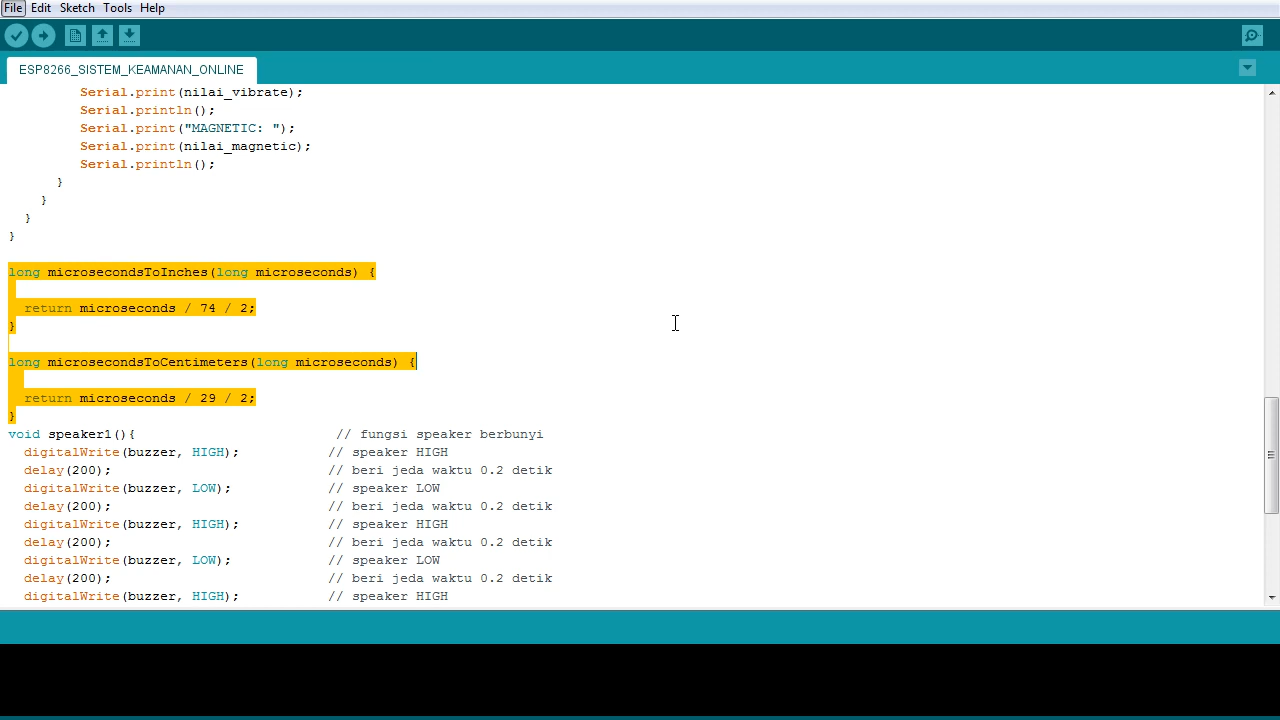 File Edit Sketch Tools Help
ESP8266_SISTEM_KEAMANAN_ONLINE
Serial.print(nilai_vibrate);
Serial.println();
Serial.print("MAGNETIC: ");
Serial.print(nilai_magnetic);
Serial.println();
}
}
}
}
long microsecondsToInches(long microseconds) {
return microseconds / 74 / 2;
}
long microsecondsToCentimeters(long microseconds) {
return microseconds / 29 / 2;
}
void speaker1(){ // fungsi speaker berbunyi
digitalWrite(buzzer, HIGH); // speaker HIGH
delay(200); // beri jeda waktu 0.2 detik
digitalWrite(buzzer, LOW); // speaker LOW
delay(200); // beri jeda waktu 0.2 detik
digitalWrite(buzzer, HIGH); // speaker HIGH
delay(200); // beri jeda waktu 0.2 detik
digitalWrite(buzzer, LOW); // speaker LOW
delay(200); // beri jeda waktu 0.2 detik
digitalWrite(buzzer, HIGH); // speaker HIGH